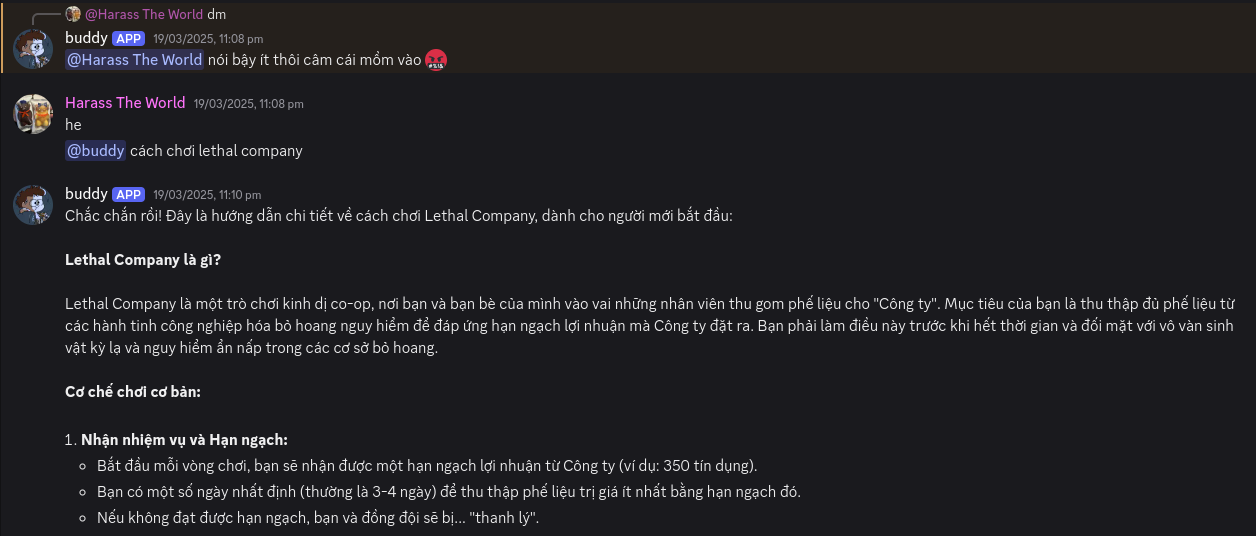 @Harass The World dm
buddy APP 19/03/2025, 11:08 pm
@Harass The World nói bậy ít thôi câm cái mồm vào
Harass The World 19/03/2025, 11:08 pm
he
@buddy cách chơi lethal company
buddy APP 19/03/2025, 11:10 pm
Chắc chắn rồi! Đây là hướng dẫn chi tiết về cách chơi Lethal Company, dành cho người mới bắt đầu:
Lethal Company là gì?
Lethal Company là một trò chơi kinh dị co-op, nơi bạn và bạn bè của mình vào vai những nhân viên thu gom phế liệu cho "Công ty". Mục tiêu của bạn là thu thập đủ phế liệu từ
các hành tinh công nghiệp hóa bỏ hoang nguy hiểm để đáp ứng hạn ngạch lợi nhuận mà Công ty đặt ra. Bạn phải làm điều này trước khi hết thời gian và đối mặt với vô vàn sinh
vật kỳ lạ và nguy hiểm ẩn nấp trong các cơ sở bỏ hoang.
Cơ chế chơi cơ bản:
1. Nhận nhiệm vụ và Hạn ngạch:
◦ Bắt đầu mỗi vòng chơi, bạn sẽ nhận được một hạn ngạch lợi nhuận từ Công ty (ví dụ: 350 tín dụng).
◦ Bạn có một số ngày nhất định (thường là 3-4 ngày) để thu thập phế liệu trị giá ít nhất bằng hạn ngạch đó.
◦ Nếu không đạt được hạn ngạch, bạn và đồng đội sẽ bị... "thanh lý".